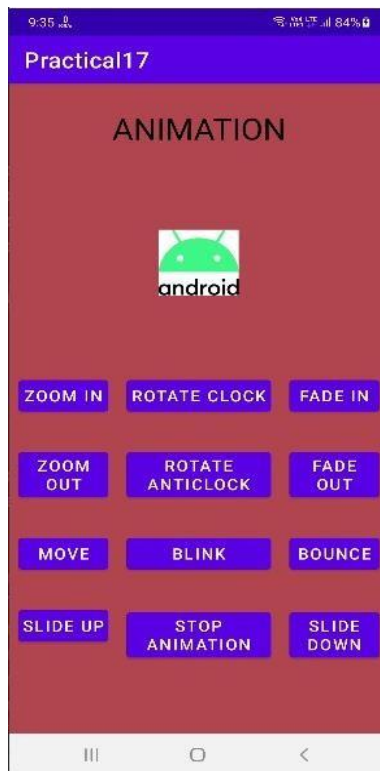 9:35 84%
Practical17
ANIMATION
android
ZOOM IN ROTATE CLOCK FADE IN
ZOOM ROTATE FADE
OUT ANTICLOCK OUT
MOVE BLINK BOUNCE
SLIDE UP STOP SLIDE
ANIMATION DOWN